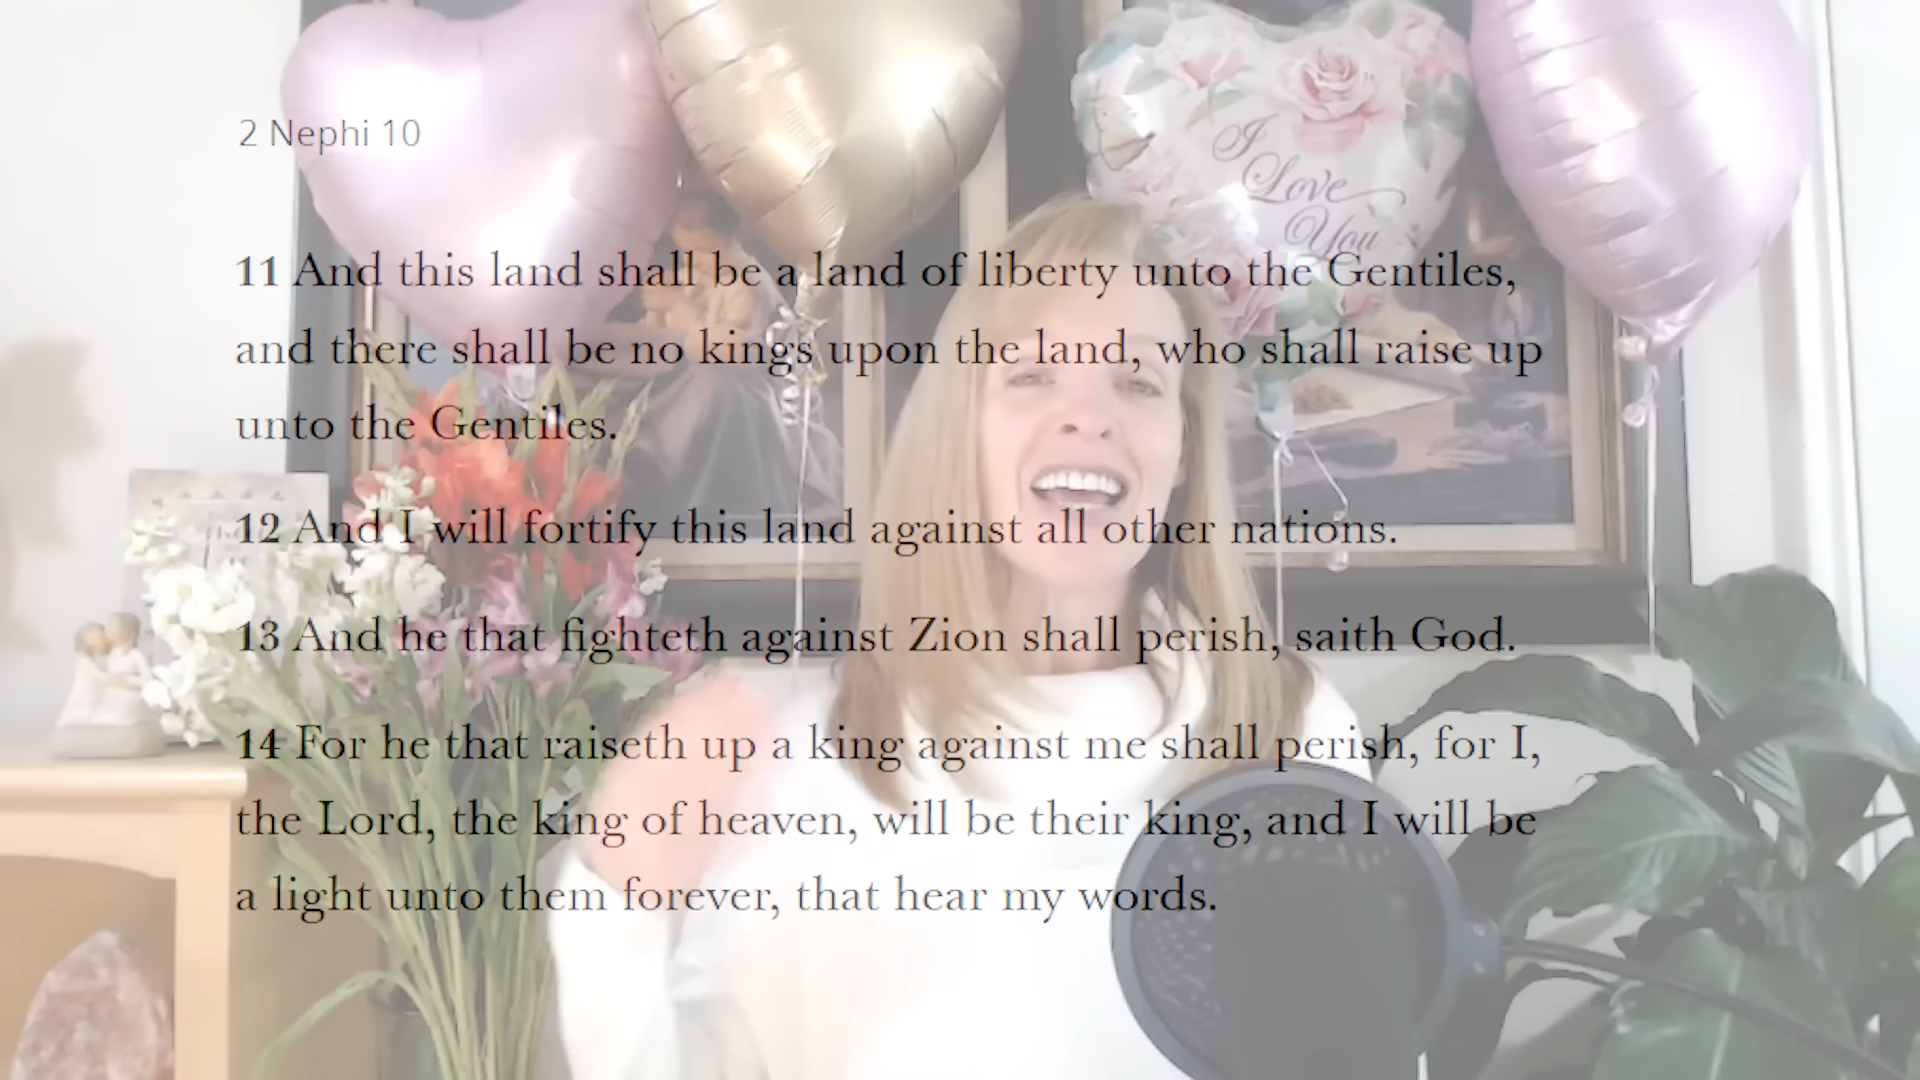 2 Nephi 10
I
Love
You
11 And this land shall be a land of liberty unto the Gentiles,
and there shall be no kings upon the land, who shall raise up
unto the Gentiles.
12 And I will fortify this land against all other nations.
13 And he that fighteth against Zion shall perish, saith God.
14 For he that raiseth up a king against me shall perish, for I,
the Lord, the king of heaven, will be their king, and I will be
a light unto them forever, that hear my words.